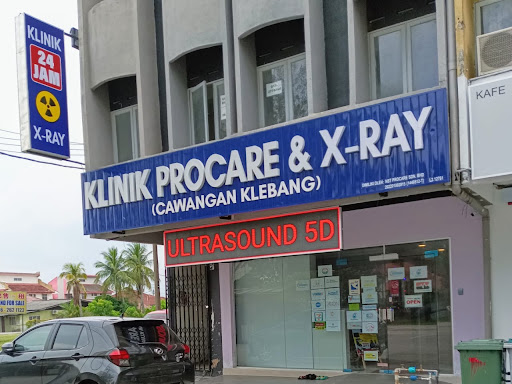 KLINIK
24
JAM
X-RAY
KLINIK PROCARE & X-RAY
(CAWANGAN KLEBANG)
ULTRASOUND 5D
KAFE
OPEN